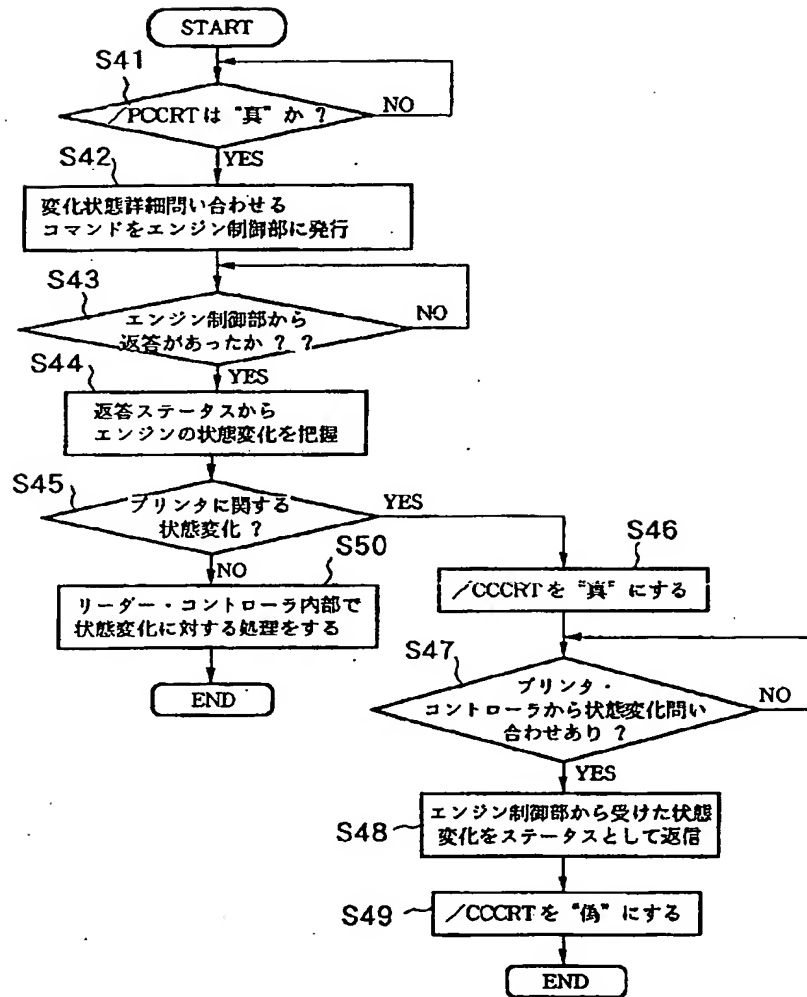 START
S41
／PCCRTは“真”か ?
NO
YES
S42
変化状態詳細問い合わせる
コマンドをエンジン制御部に発行
S43
エンジン制御部から
返答があったか ? ?
NO
YES
S44
返答ステータスから
エンジンの状態変化を把握
S45
プリンタに関する
状態変化 ?
YES
NO
S50
リーダー・コントローラ内部で
状態変化に対する処理をする
END
S46
／CCCRTを“真”にする
S47
プリンタ・
コントローラから状態変化問い
合わせあり ?
NO
YES
S48
エンジン制御部から受けた状態
変化をステータスとして返信
S49
／CCCRTを“偽”にする
END